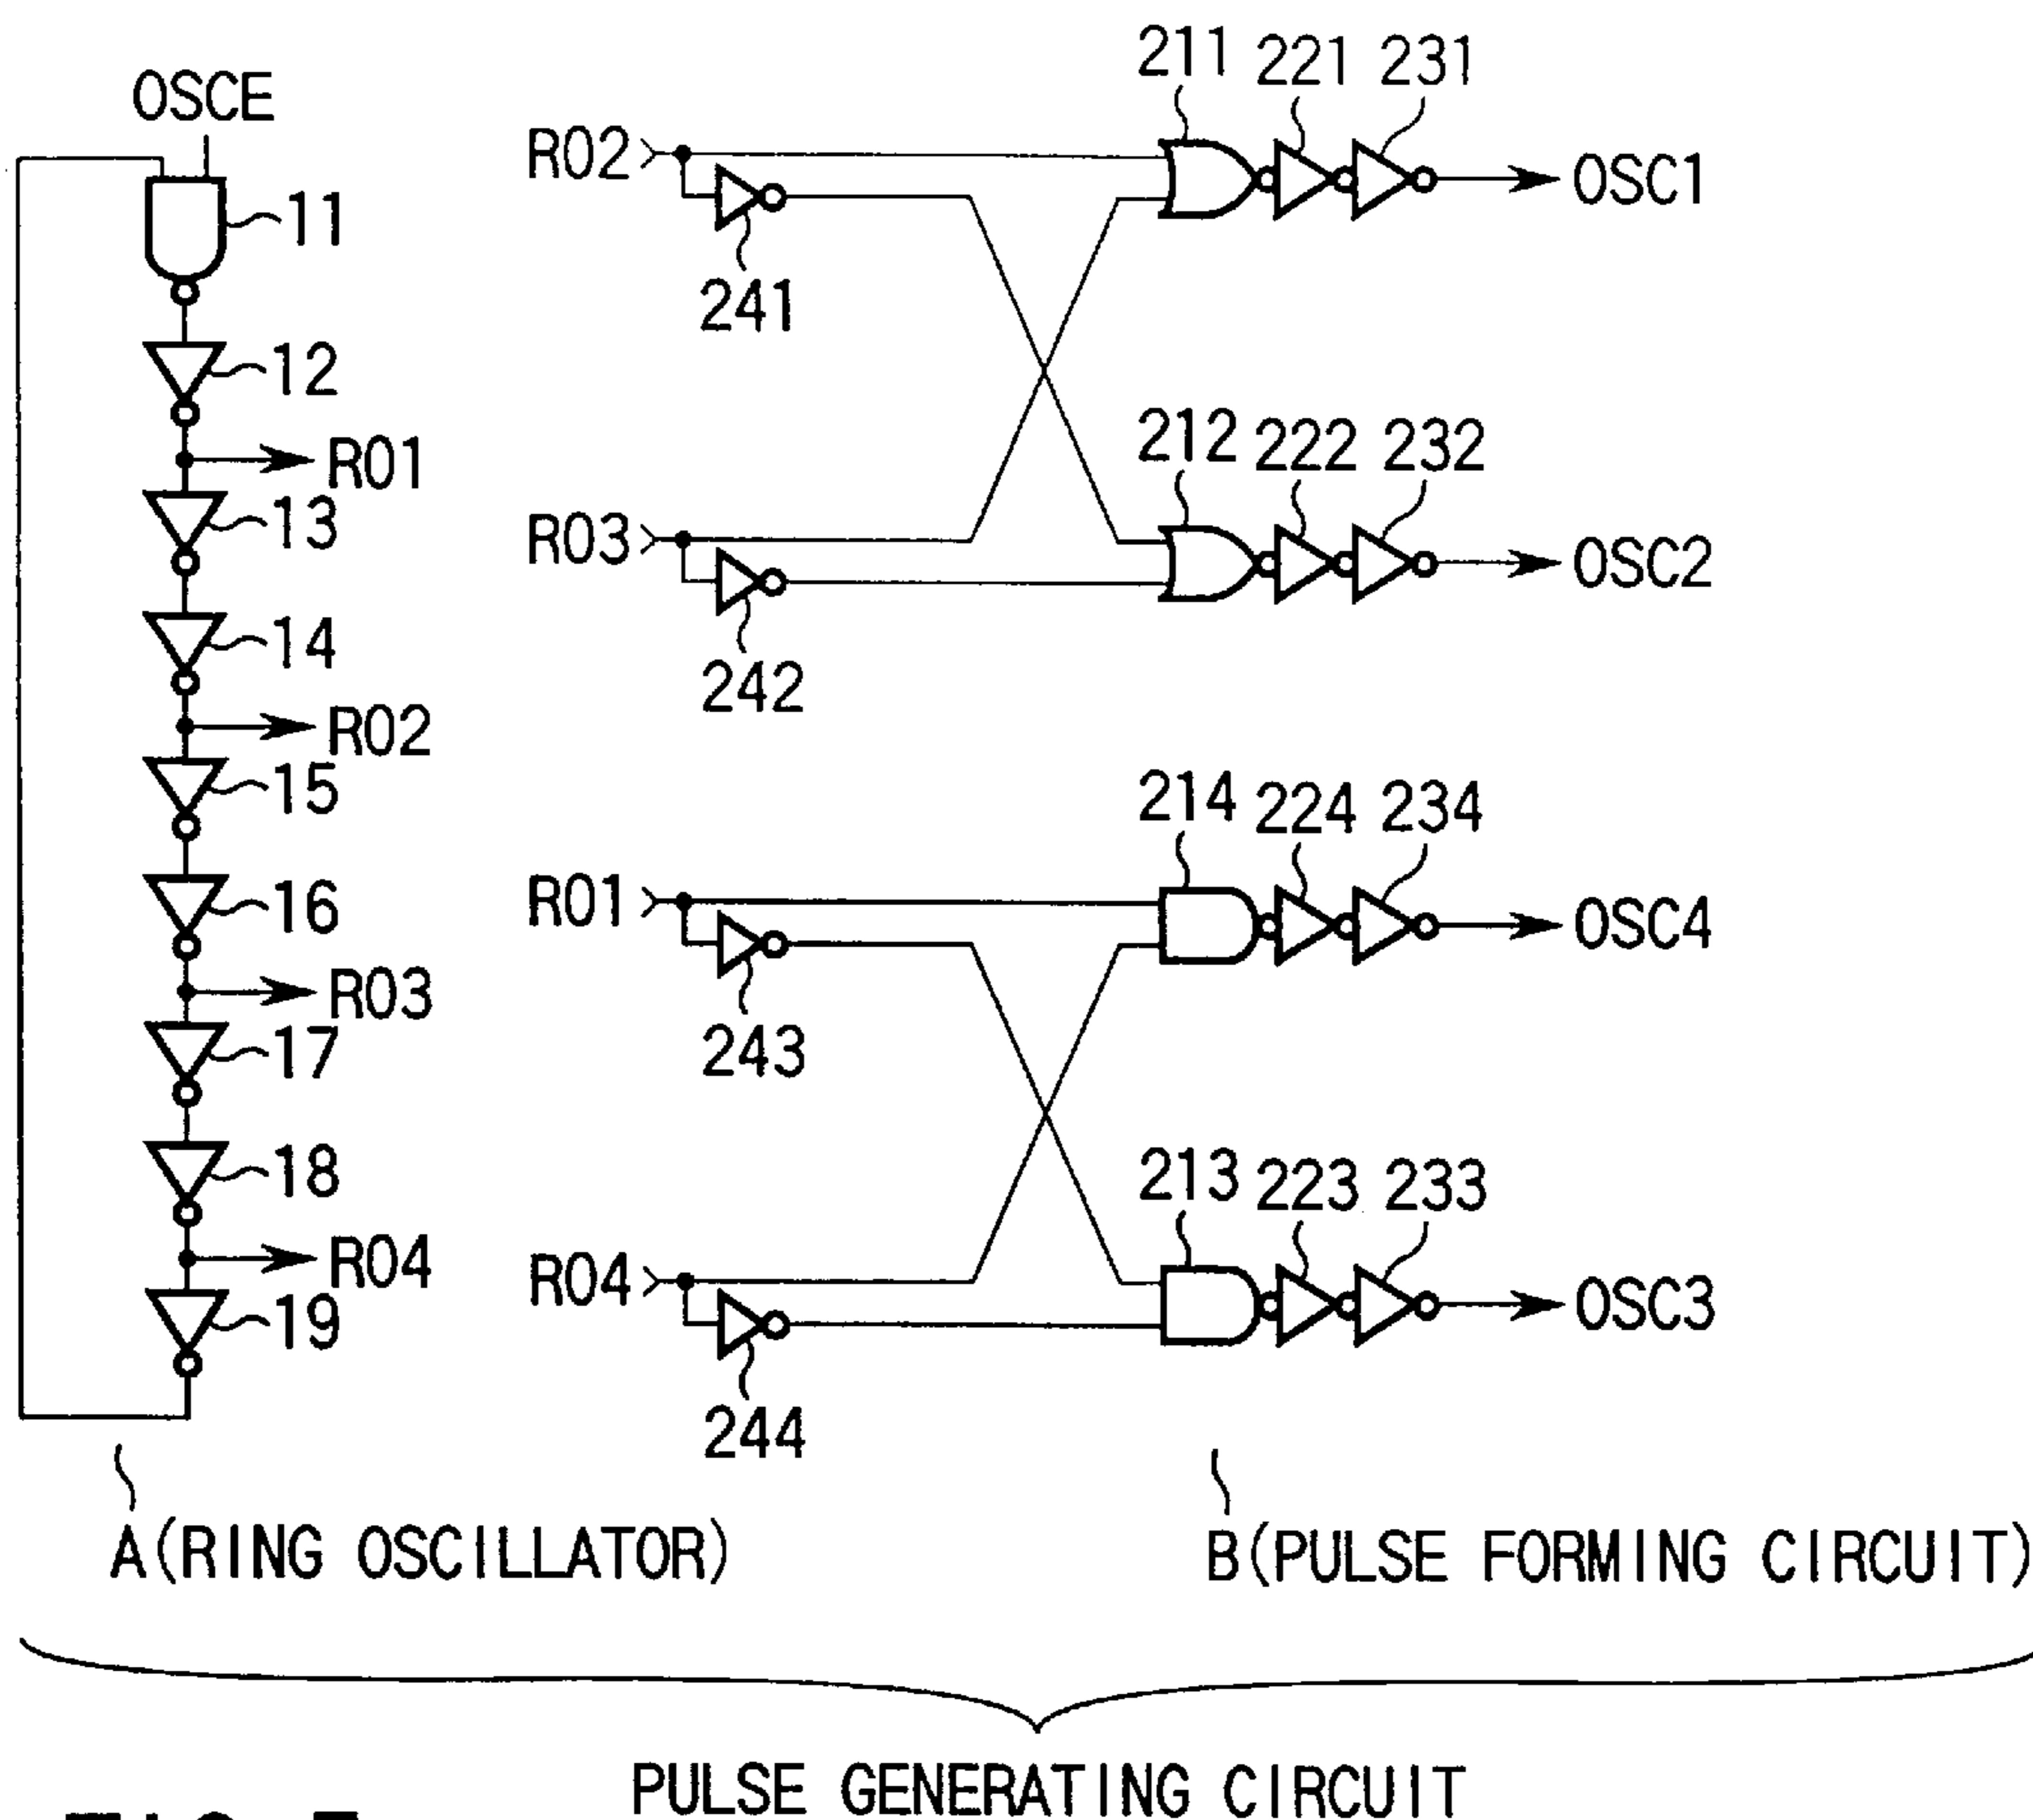 OSCE
11
12
R01
13
14
R02
15
16
R03
17
18
R04
19
A(RING OSCILLATOR)
R02
241
211
221
231
OSC1
R03
242
212
222
232
OSC2
R01
243
214
224
234
OSC4
R04
244
213
223
233
OSC3
B(PULSE FORMING CIRCUIT)
PULSE GENERATING CIRCUIT